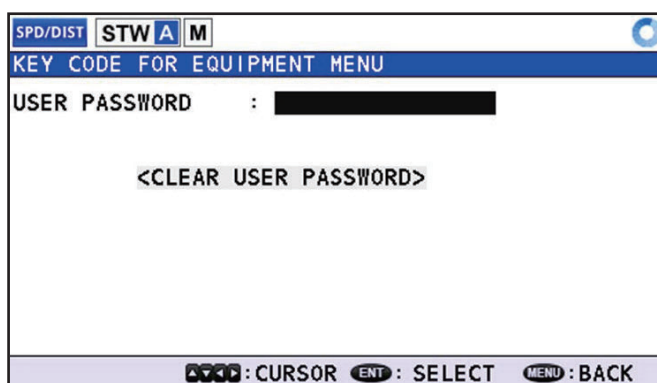 SPD/DIST STW A M
KEY CODE FOR EQUIPMENT MENU
USER PASSWORD :
<CLEAR USER PASSWORD>
▲▼◀▶: CURSOR ENT: SELECT MENU: BACK